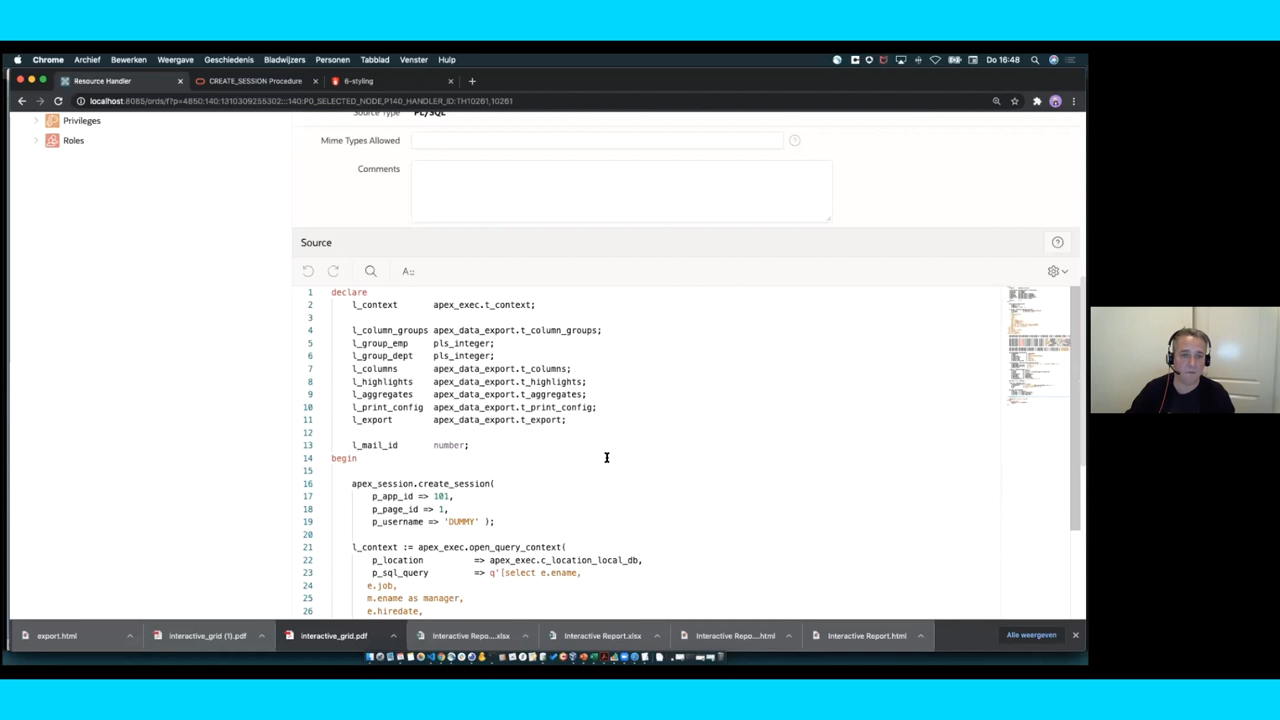 Chrome Archief Bewerken Weergave Geschiedenis Bladwijzers Personen Tabblad Venster Help Do 16:48
Resource Handler × CREATE_SESSION Procedure × 6-styling × +
localhost:8085/ords/f?p=4850:140:1310309255302:::140:P0_SELECTED_NODE,P140_HANDLER_ID:TH10261,10261
Source Type PL/SQL
Privileges
Mime Types Allowed
Roles
Comments
Source
1 declare
2 l_context apex_exec.t_context;
3
4 l_column_groups apex_data_export.t_column_groups;
5 l_group_emp pls_integer;
6 l_group_dept pls_integer;
7 l_columns apex_data_export.t_columns;
8 l_highlights apex_data_export.t_highlights;
9 l_aggregates apex_data_export.t_aggregates;
10 l_print_config apex_data_export.t_print_config;
11 l_export apex_data_export.t_export;
12
13 l_mail_id number;
14 begin
15
16 apex_session.create_session(
17 p_app_id => 101,
18 p_page_id => 1,
19 p_username => 'DUMMY' );
20
21 l_context := apex_exec.open_query_context(
22 p_location => apex_exec.c_location_local_db,
23 p_sql_query => q'[select e.ename,
24 e.job,
25 m.ename as manager,
26 e.hiredate,
export.html interactive_grid (1).pdf interactive_grid.pdf Interactive Repo....xlsx Interactive Report.xlsx Interactive Repo....html Interactive Report.html Alle weergeven